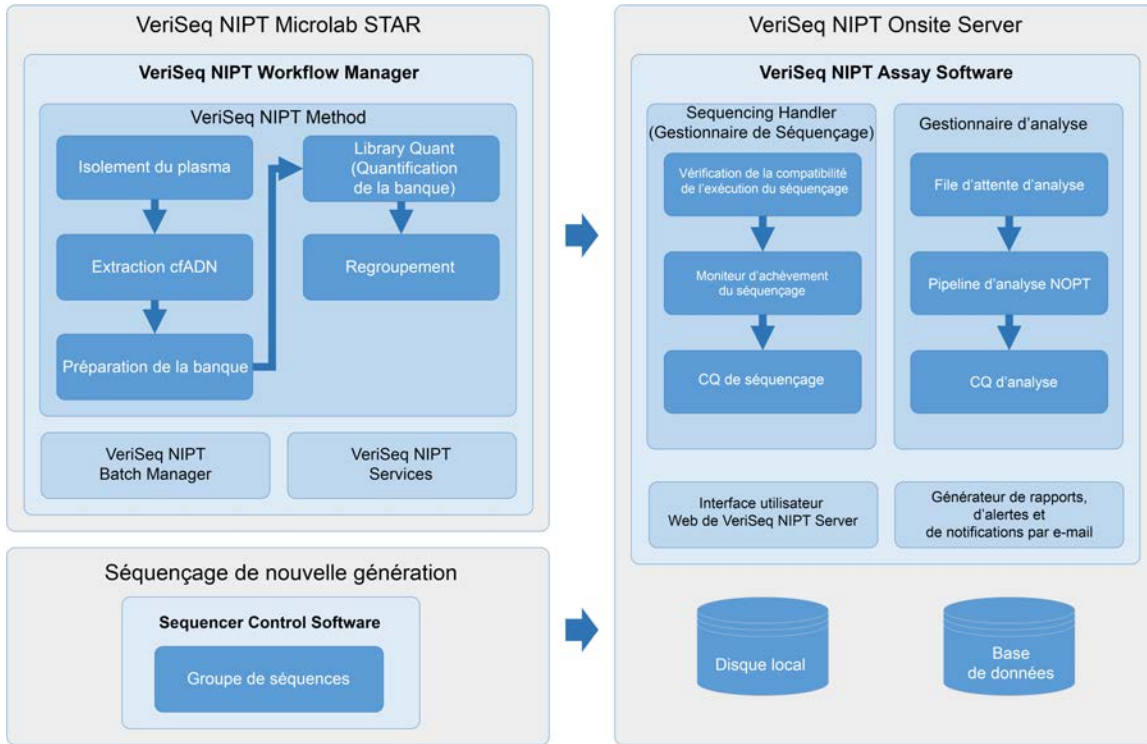 VeriSeq NIPT Microlab STAR
VeriSeq NIPT Workflow Manager
VeriSeq NIPT Method
Isolement du plasma
Extraction cfADN
Préparation de la banque
Library Quant
(Quantification
de la banque)
Regroupement
VeriSeq NIPT
Batch Manager
VeriSeq NIPT
Services
Séquençage de nouvelle génération
Sequencer Control Software
Groupe de séquences
VeriSeq NIPT Onsite Server
VeriSeq NIPT Assay Software
Sequencing Handler
(Gestionnaire de Séquençage)
Vérification de la compatibilité
de l'exécution du séquençage
Moniteur d'achèvement
du séquençage
CQ de séquençage
Gestionnaire d'analyse
File d'attente d'analyse
Pipeline d'analyse NOPT
CQ d'analyse
Interface utilisateur
Web de VeriSeq NIPT Server
Générateur de rapports,
d'alertes et
de notifications par e-mail
Disque local
Base
de données